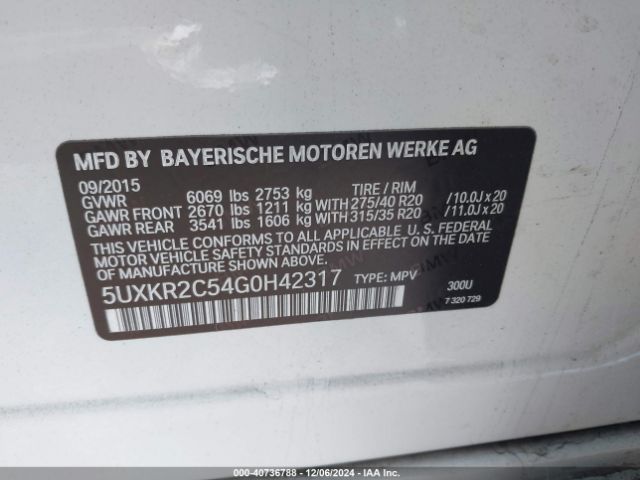 MFD BY BAYERISCHE MOTOREN WERKE AG
09/2015 TIRE / RIM
GVWR 6069 lbs 2753 kg
GAWR FRONT 2670 lbs 1211 kg WITH 275/40 R20 /10.0J x 20
GAWR REAR 3541 lbs 1606 kg WITH 315/35 R20 /11.0J x 20
THIS VEHICLE CONFORMS TO ALL APPLICABLE U. S. FEDERAL
MOTOR VEHICLE SAFETY STANDARDS IN EFFECT ON THE DATE OF
MANUFACTURE SHOWN ABOVE.
5UXKR2C54G0H42317 TYPE: MPV 300U
7 320 729
000-40736788 - 12/06/2024 - IAA Inc.